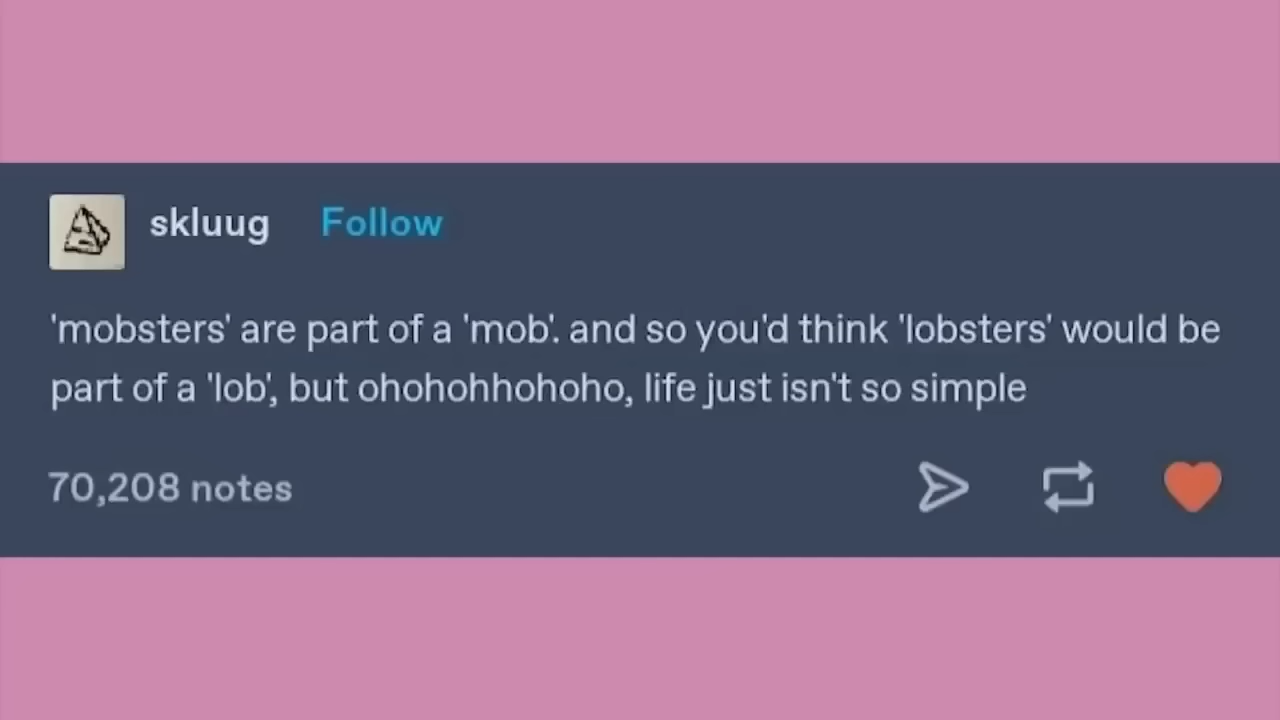 skluug Follow
'mobsters' are part of a 'mob'. and so you'd think 'lobsters' would be
part of a 'lob', but ohohohhohoho, life just isn't so simple
70,208 notes